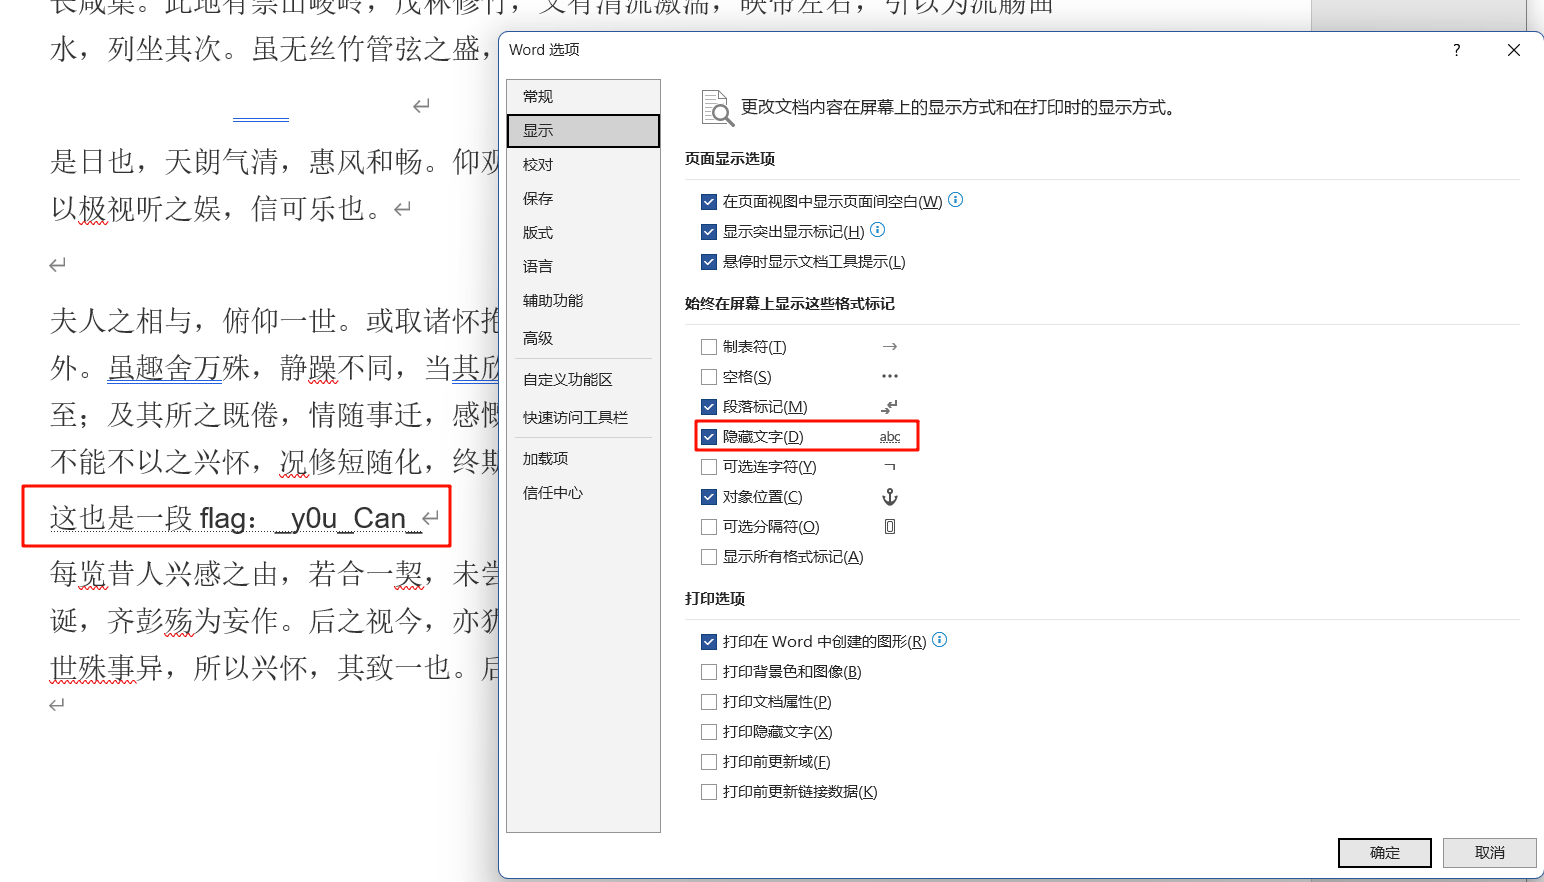 长咸集。此地有崇山峻岭，茂林修竹，又有清流激湍，映带左右，引以为流觞曲
水，列坐其次。虽无丝竹管弦之盛，
是日也，天朗气清，惠风和畅。仰观
以极视听之娱，信可乐也。
夫人之相与，俯仰一世。或取诸怀抱
外。虽趣舍万殊，静躁不同，当其欣
至；及其所之既倦，情随事迁，感慨
不能不以之兴怀，况修短随化，终期
这也是一段 flag： _y0u_Can_
每览昔人兴感之由，若合一契，未尝
诞，齐彭殇为妄作。后之视今，亦犹
世殊事异，所以兴怀，其致一也。后
Word 选项
?
常规
显示
校对
保存
版式
语言
辅助功能
高级
自定义功能区
快速访问工具栏
加载项
信任中心
更改文档内容在屏幕上的显示方式和在打印时的显示方式。
页面显示选项
在页面视图中显示页面间空白(W)
显示突出显示标记(H)
悬停时显示文档工具提示(L)
始终在屏幕上显示这些格式标记
制表符(T) →
空格(S) ···
段落标记(M)
隐藏文字(D) abc
可选连字符(Y) ¬
对象位置(C)
可选分隔符(O)
显示所有格式标记(A)
打印选项
打印在 Word 中创建的图形(R)
打印背景色和图像(B)
打印文档属性(P)
打印隐藏文字(X)
打印前更新域(F)
打印前更新链接数据(K)
确定 取消